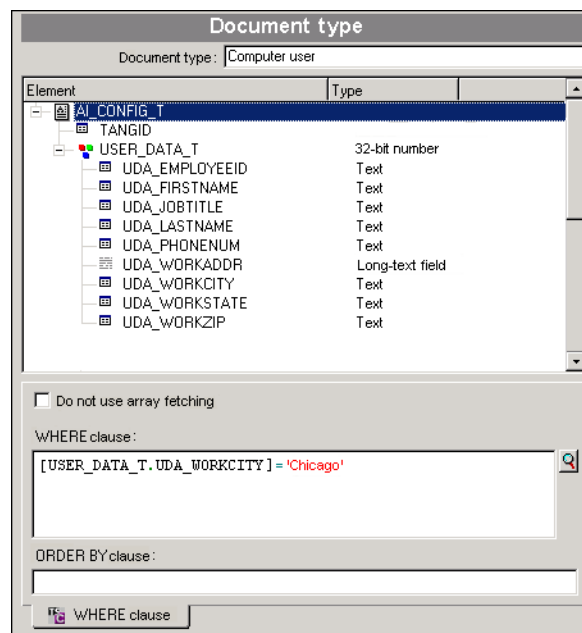 Document type
Document type: Computer user
Element Type
AI_CONFIG_T
TANGID
USER_DATA_T 32-bit number
UDA_EMPLOYEEID Text
UDA_FIRSTNAME Text
UDA_JOBTITLE Text
UDA_LASTNAME Text
UDA_PHONENUM Text
UDA_WORKADDR Long-text field
UDA_WORKCITY Text
UDA_WORKSTATE Text
UDA_WORKZIP Text
Do not use array fetching
WHERE clause:
[USER_DATA_T.UDA_WORKCITY]='Chicago'
ORDER BY clause:
WHERE clause